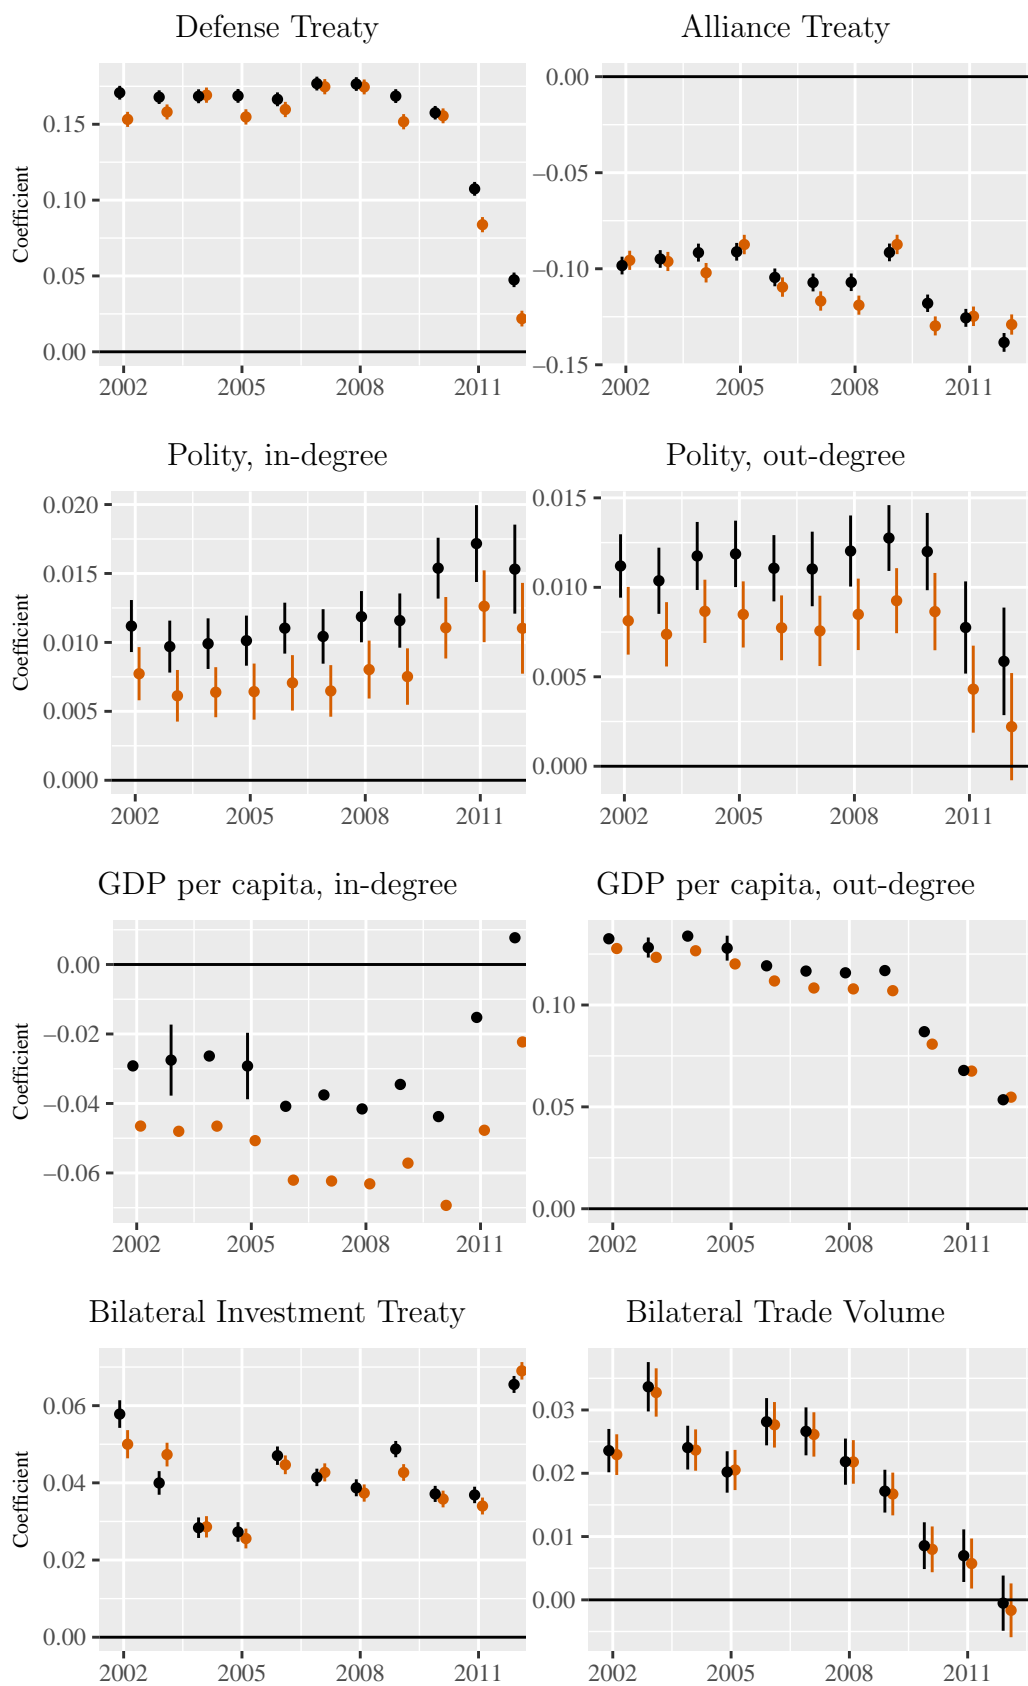 Defense Treaty
Alliance Treaty
Coefficient
0.15
0.10
0.05
0.00
0.00
−0.05
−0.10
−0.15
2002 2005 2008 2011
2002 2005 2008 2011
Polity, in-degree
Polity, out-degree
Coefficient
0.020
0.015
0.010
0.005
0.000
0.015
0.010
0.005
0.000
2002 2005 2008 2011
2002 2005 2008 2011
GDP per capita, in-degree
GDP per capita, out-degree
Coefficient
0.00
−0.02
−0.04
−0.06
0.10
0.05
0.00
2002 2005 2008 2011
2002 2005 2008 2011
Bilateral Investment Treaty
Bilateral Trade Volume
Coefficient
0.06
0.04
0.02
0.00
0.03
0.02
0.01
0.00
2002 2005 2008 2011
2002 2005 2008 2011